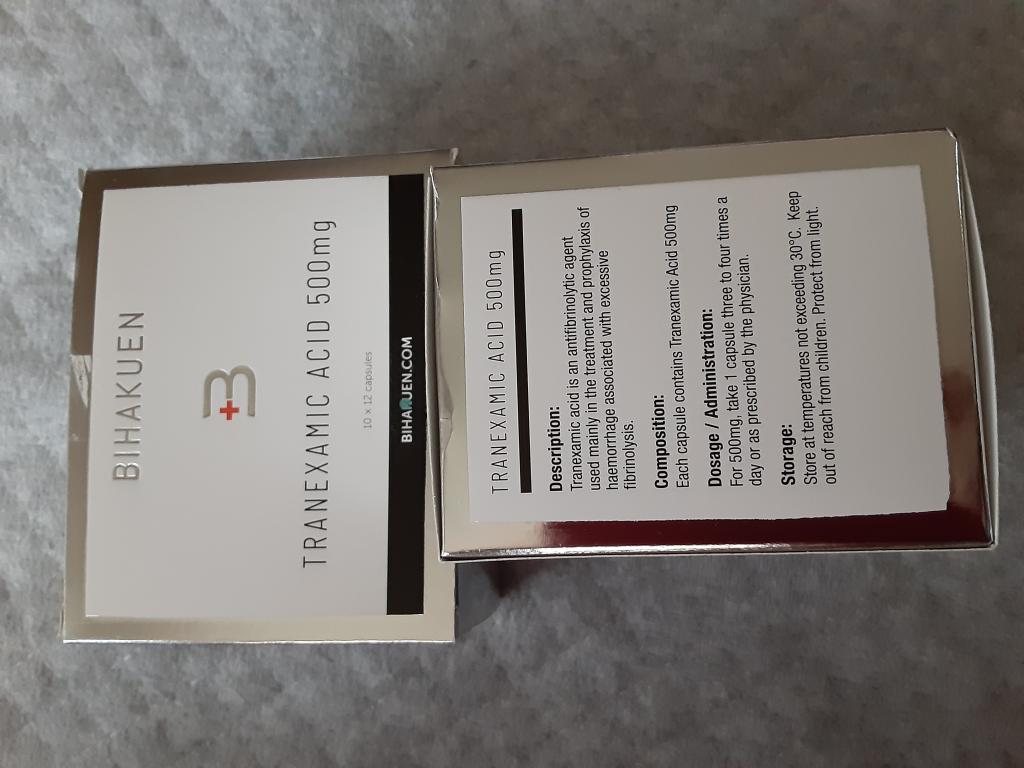 BIHAKUEN
B
TRANEXAMIC ACID 500mg
10 x 12 capsules
BIHAKUEN.COM
TRANEXAMIC ACID 500mg
Description:
Tranexamic acid is an antifibrinolytic agent
used mainly in the treatment and prophylaxis of
haemorrhage associated with excessive
fibrinolysis.
Composition:
Each capsule contains Tranexamic Acid 500mg
Dosage / Administration:
For 500mg, take 1 capsule three to four times a
day or as prescribed by the physician.
Storage:
Store at temperatures not exceeding 30°C. Keep
out of reach from children. Protect from light.